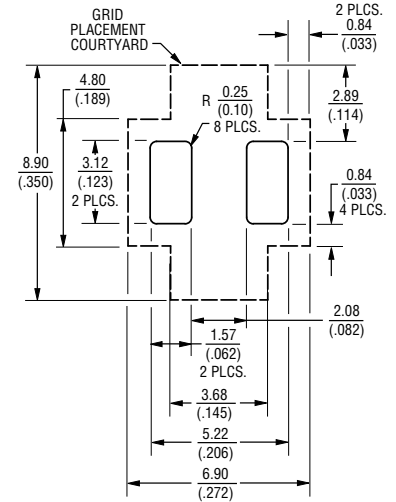 GRID
PLACEMENT
COURTYARD
2 PLCS.
0.84
(.033)
4.80
(.189)
R 0.25
(0.10)
8 PLCS.
2.89
(.114)
8.90
(.350)
3.12
(.123)
2 PLCS.
0.84
(.033)
4 PLCS.
2.08
(.082)
1.57
(.062)
2 PLCS.
3.68
(.145)
5.22
(.206)
6.90
(.272)